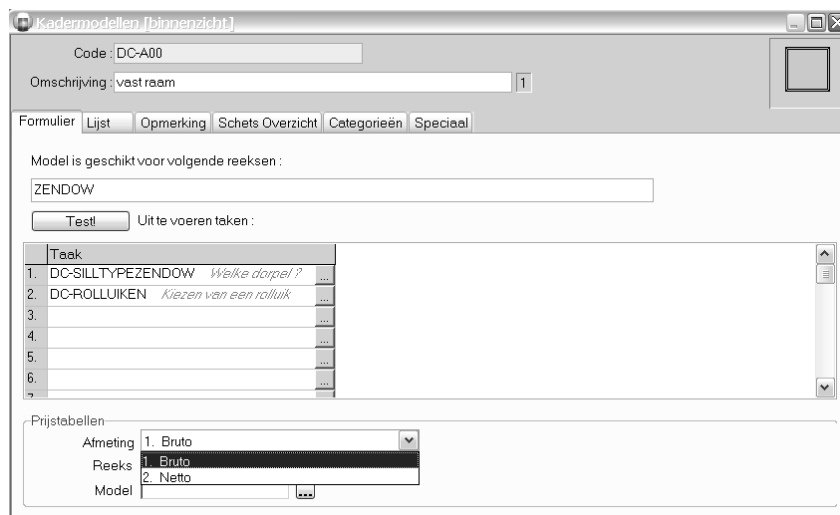 Kadermodellen [binnenzicht]
Code : DC-A00
Omschrijving : vast raam 1
Formulier Lijst Opmerking Schets Overzicht Categorieën Speciaal
Model is geschikt voor volgende reeksen :
ZENDOW
Test! Uit te voeren taken :
Taak
1. DC-SILLTYPEZENDOW Welke dorpel ? ...
2. DC-ROLLUIKEN Kiezen van een rolluik ...
3. ...
4. ...
5. ...
6. ...
7.
Prijstabellen
Afmeting 1. Bruto
Reeks 1. Bruto
2. Netto
Model ...